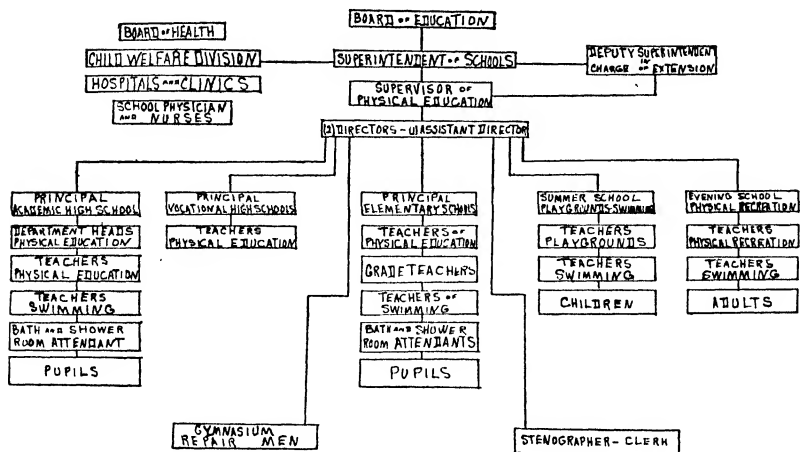 BOARD OF EDUCATION
BOARD OF HEALTH
CHILD WELFARE DIVISION
SUPERINTENDENT OF SCHOOLS
DEPUTY SUPERINTENDENT
IN
CHARGE OF EXTENSION
HOSPITALS AND CLINICS
SUPERVISOR OF
PHYSICAL EDUCATION
SCHOOL PHYSICIAN
AND NURSES
(2) DIRECTORS - (1) ASSISTANT DIRECTOR
PRINCIPAL
ACADEMIC HIGH SCHOOL
DEPARTMENT HEADS
PHYSICAL EDUCATION
TEACHERS
PHYSICAL EDUCATION
TEACHERS
SWIMMING
BATH AND SHOWER
ROOM ATTENDANT
PUPILS
PRINCIPAL
VOCATIONAL HIGH SCHOOLS
TEACHERS
PHYSICAL EDUCATION
PRINCIPAL
ELEMENTARY SCHOOLS
TEACHERS OF
PHYSICAL EDUCATION
GRADE TEACHERS
TEACHERS OF
SWIMMING
BATH AND SHOWER
ROOM ATTENDANTS
PUPILS
SUMMER SCHOOL
PLAYGROUNDS-SWIMMING
TEACHERS
PLAYGROUNDS
TEACHERS
SWIMMING
CHILDREN
EVENING SCHOOL
PHYSICAL RECREATION
TEACHERS
PHYSICAL RECREATION
TEACHERS
SWIMMING
ADULTS
GYMNASIUM
REPAIR MEN
STENOGRAPHER - CLERK